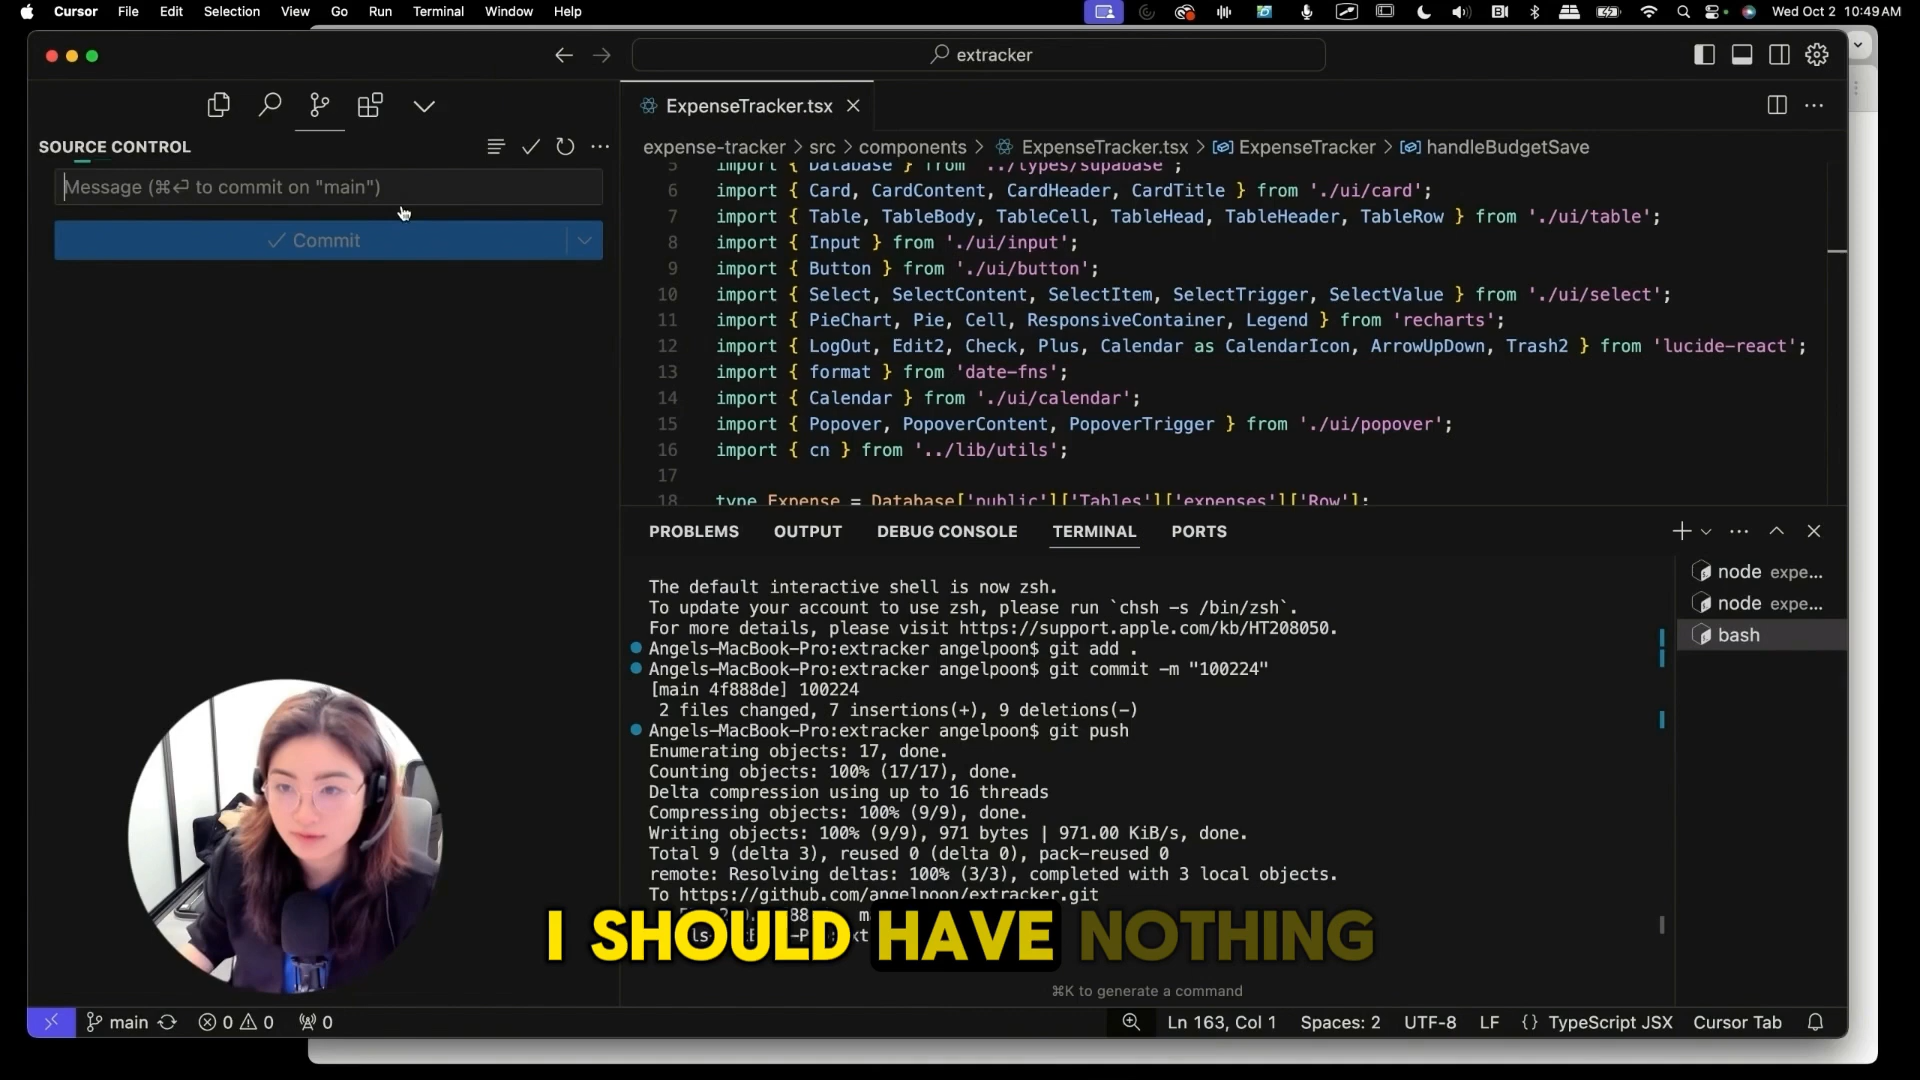 Cursor File Edit Selection View Go Run Terminal Window Help Wed Oct 2 10:49AM
extracker
ExpenseTracker.tsx
SOURCE CONTROL
expense-tracker > src > components > ExpenseTracker.tsx > ExpenseTracker > handleBudgetSave
Message (⌘⏎ to commit on "main")
Commit
5 import { Database } from '../types/supabase';
6 import { Card, CardContent, CardHeader, CardTitle } from './ui/card';
7 import { Table, TableBody, TableCell, TableHead, TableHeader, TableRow } from './ui/table';
8 import { Input } from './ui/input';
9 import { Button } from './ui/button';
10 import { Select, SelectContent, SelectItem, SelectTrigger, SelectValue } from './ui/select';
11 import { PieChart, Pie, Cell, ResponsiveContainer, Legend } from 'recharts';
12 import { LogOut, Edit2, Check, Plus, Calendar as CalendarIcon, ArrowUpDown, Trash2 } from 'lucide-react';
13 import { format } from 'date-fns';
14 import { Calendar } from './ui/calendar';
15 import { Popover, PopoverContent, PopoverTrigger } from './ui/popover';
16 import { cn } from '../lib/utils';
17
18 type Expense = Database['public']['Tables']['expenses']['Row'];
PROBLEMS OUTPUT DEBUG CONSOLE TERMINAL PORTS
The default interactive shell is now zsh.
To update your account to use zsh, please run `chsh -s /bin/zsh`.
For more details, please visit https://support.apple.com/kb/HT208050.
Angels-MacBook-Pro:extracker angelpoon$ git add .
Angels-MacBook-Pro:extracker angelpoon$ git commit -m "100224"
[main 4f888de] 100224
2 files changed, 7 insertions(+), 9 deletions(-)
Angels-MacBook-Pro:extracker angelpoon$ git push
Enumerating objects: 17, done.
Counting objects: 100% (17/17), done.
Delta compression using up to 16 threads
Compressing objects: 100% (9/9), done.
Writing objects: 100% (9/9), 971 bytes | 971.00 KiB/s, done.
Total 9 (delta 3), reused 0 (delta 0), pack-reused 0
remote: Resolving deltas: 100% (3/3), completed with 3 local objects.
To https://github.com/angelpoon/extracker.git
node expe...
node expe...
bash
I SHOULD HAVE NOTHING
⌘K to generate a command
main 0 0 0 Ln 163, Col 1 Spaces: 2 UTF-8 LF {} TypeScript JSX Cursor Tab